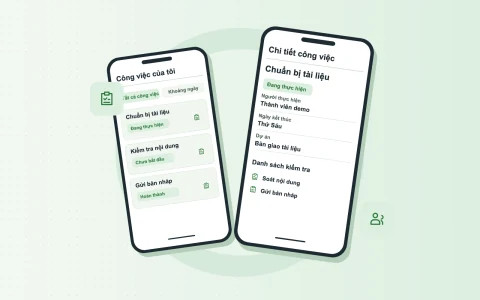 Công việc của tôi
Tất cả công việc
Khoảng ngày
Chuẩn bị tài liệu
Đang thực hiện
Kiểm tra nội dung
Chưa bắt đầu
Gửi bản nháp
Hoàn thành
Chi tiết công việc
Chuẩn bị tài liệu
Đang thực hiện
Người thực hiện
Thành viên demo
Ngày kết thúc
Thứ Sáu
Dự án
Bàn giao tài liệu
Danh sách kiểm tra
Soát nội dung
Gửi bản nháp